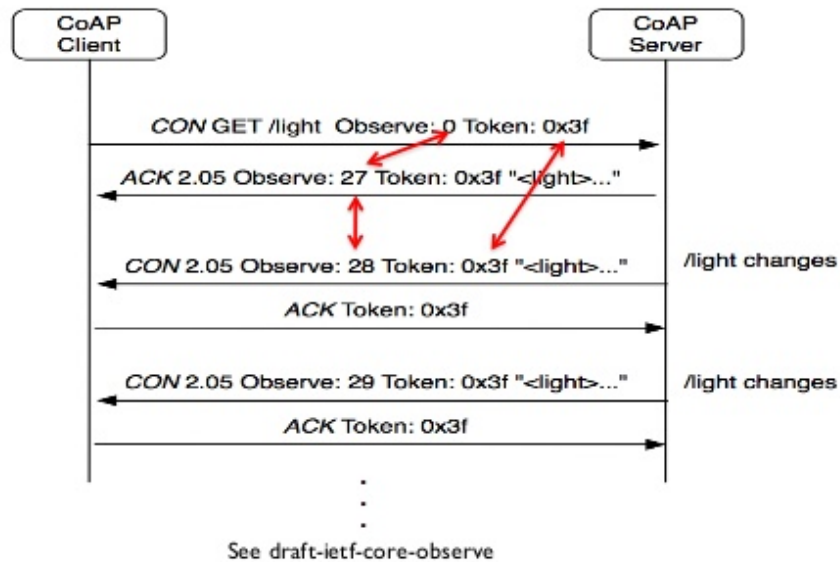 CoAP
Client
CoAP
Server
CON GET /light Observe: 0 Token: 0x3f
ACK 2.05 Observe: 27 Token: 0x3f "<light>..."
CON 2.05 Observe: 28 Token: 0x3f "<light>..."
/light changes
ACK Token: 0x3f
CON 2.05 Observe: 29 Token: 0x3f "<light>..."
/light changes
ACK Token: 0x3f
See draft-ietf-core-observe